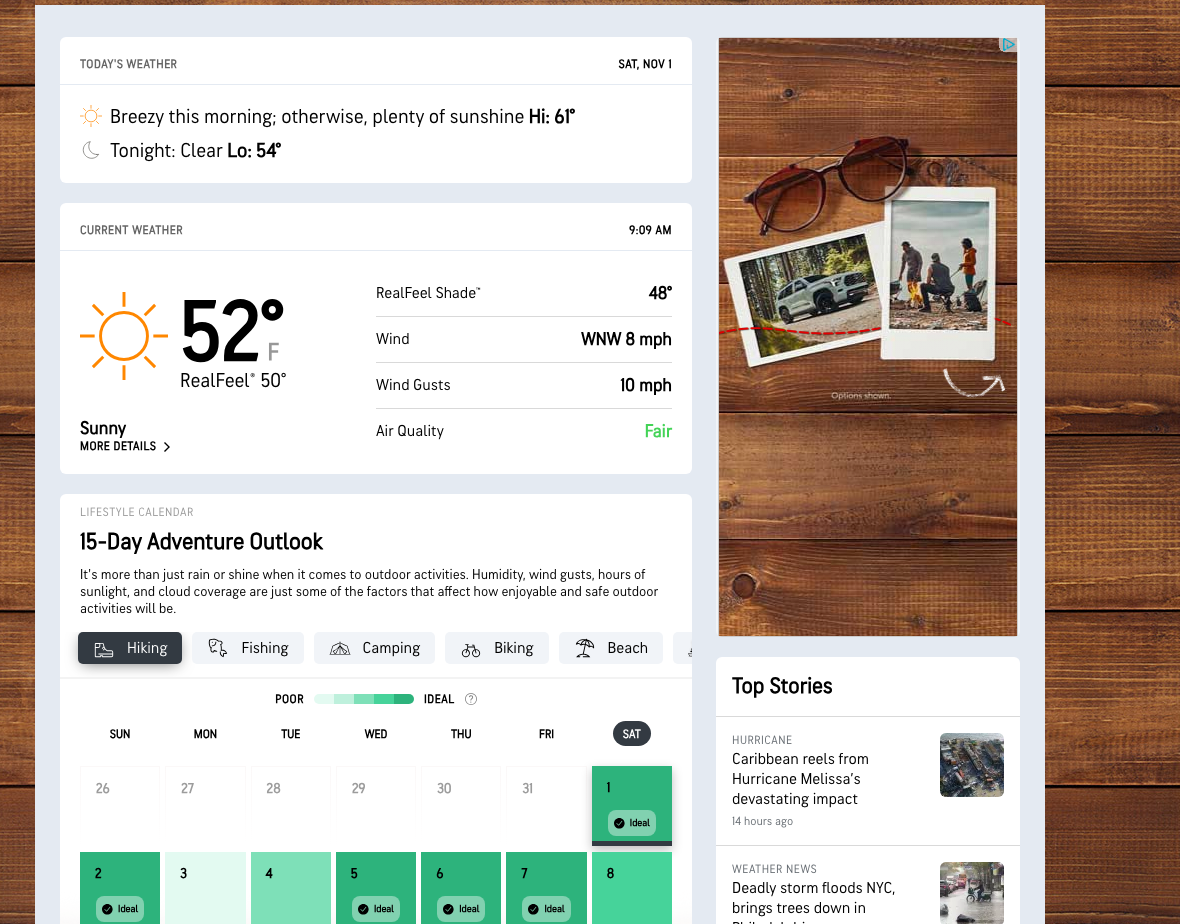 TODAY'S WEATHER
SAT, NOV 1
Breezy this morning; otherwise, plenty of sunshine Hi: 61°
Tonight: Clear Lo: 54°
CURRENT WEATHER
9:09 AM
52°
F
RealFeel® 50°
Sunny
MORE DETAILS
RealFeel Shade™
48°
Wind
WNW 8 mph
Wind Gusts
10 mph
Air Quality
Fair
LIFESTYLE CALENDAR
15-Day Adventure Outlook
It's more than just rain or shine when it comes to outdoor activities. Humidity, wind gusts, hours of
sunlight, and cloud coverage are just some of the factors that affect how enjoyable and safe outdoor
activities will be.
Hiking
Fishing
Camping
Biking
Beach
POOR
IDEAL ?
SUN MON TUE WED THU FRI SAT
26 27 28 29 30 31 1
Ideal
2 3 4 5 6 7 8
Ideal Ideal Ideal Ideal
Options shown.
Top Stories
HURRICANE
Caribbean reels from
Hurricane Melissa's
devastating impact
14 hours ago
WEATHER NEWS
Deadly storm floods NYC,
brings trees down in